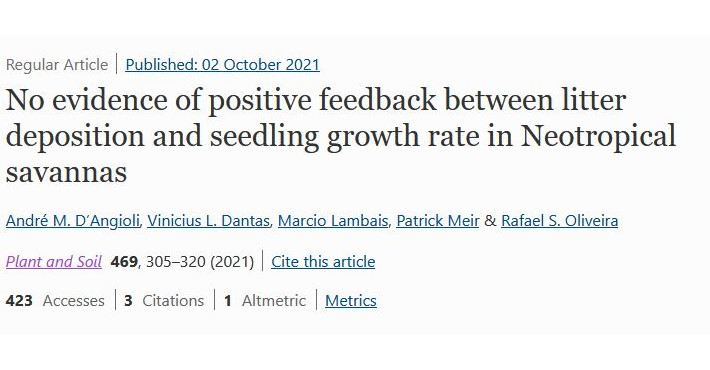 Regular Article | Published: 02 October 2021
No evidence of positive feedback between litter
deposition and seedling growth rate in Neotropical
savannas
André M. D’Angioli, Vinicius L. Dantas, Marcio Lambais, Patrick Meir & Rafael S. Oliveira
Plant and Soil 469, 305–320 (2021) | Cite this article
423 Accesses | 3 Citations | 1 Altmetric | Metrics